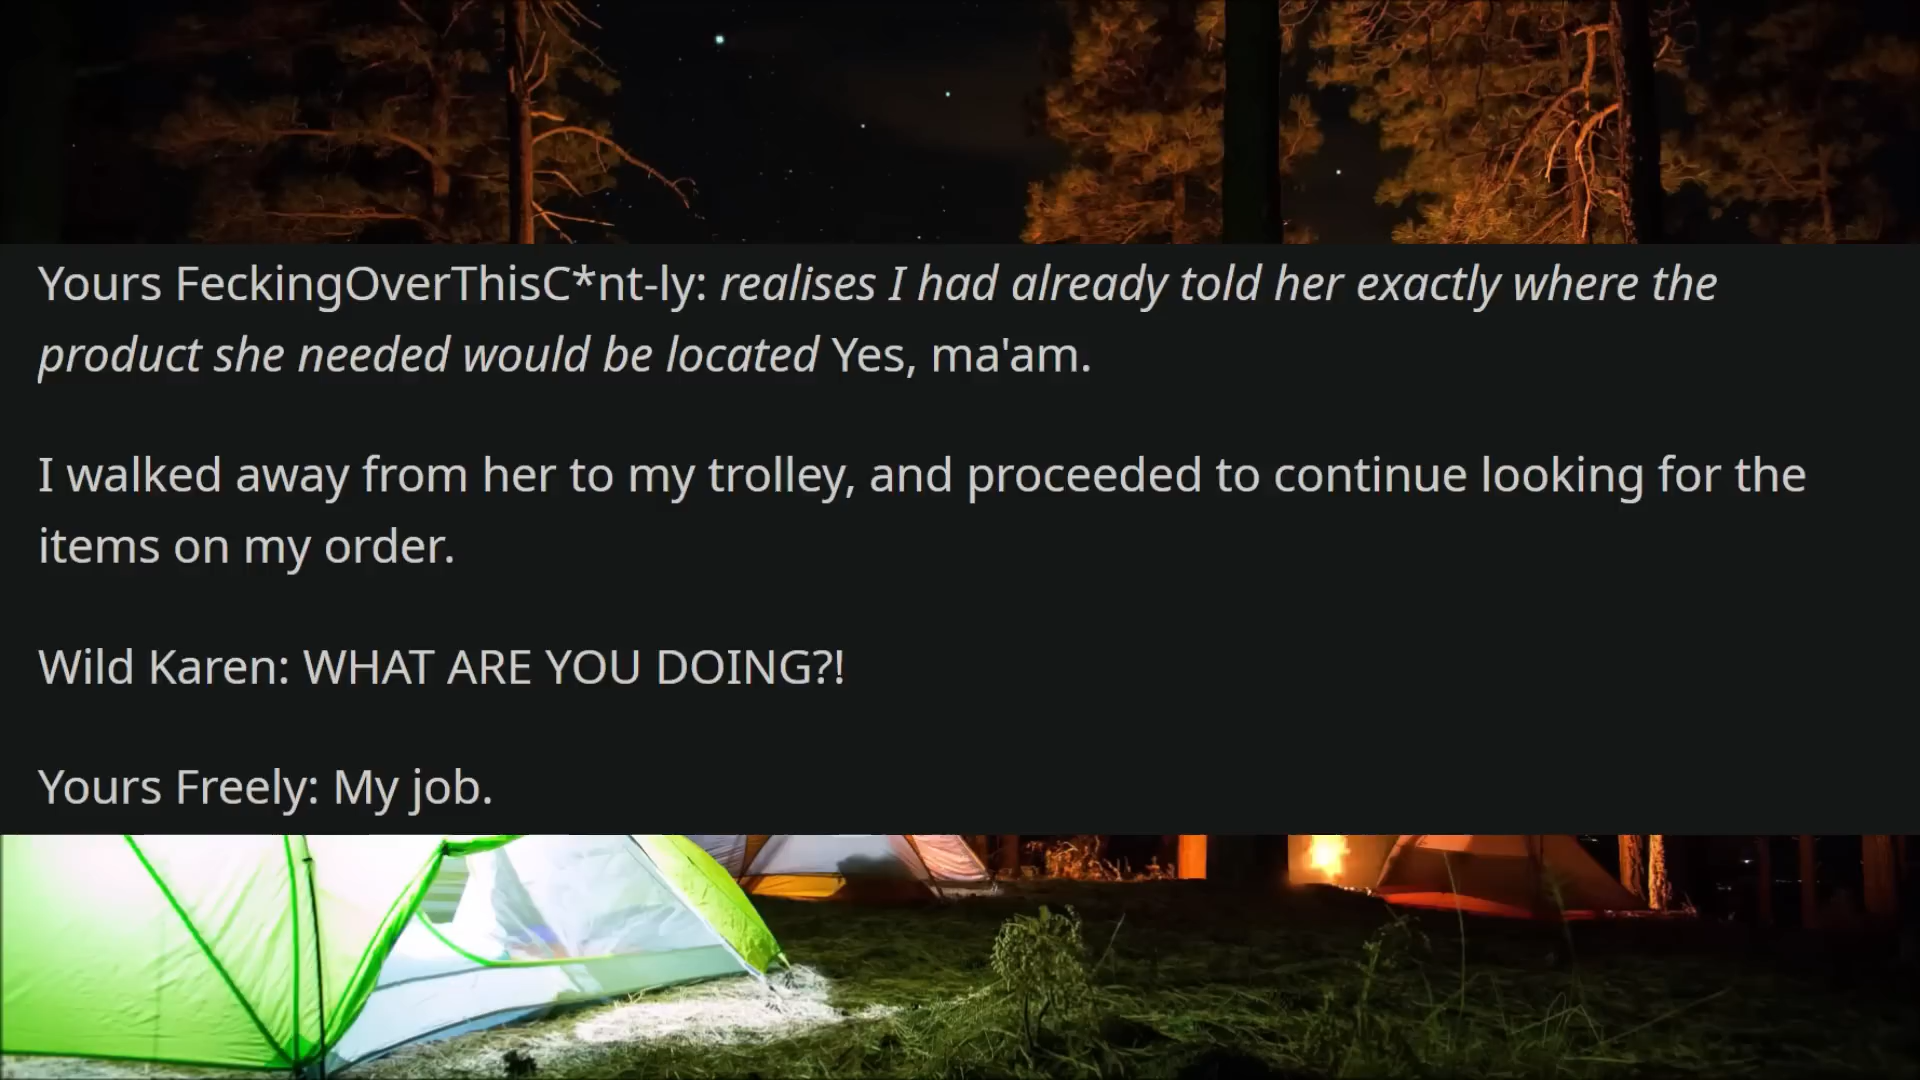 Yours FeckingOverThisC*nt-ly: realises I had already told her exactly where the
product she needed would be located Yes, ma'am.
I walked away from her to my trolley, and proceeded to continue looking for the
items on my order.
Wild Karen: WHAT ARE YOU DOING?!
Yours Freely: My job.